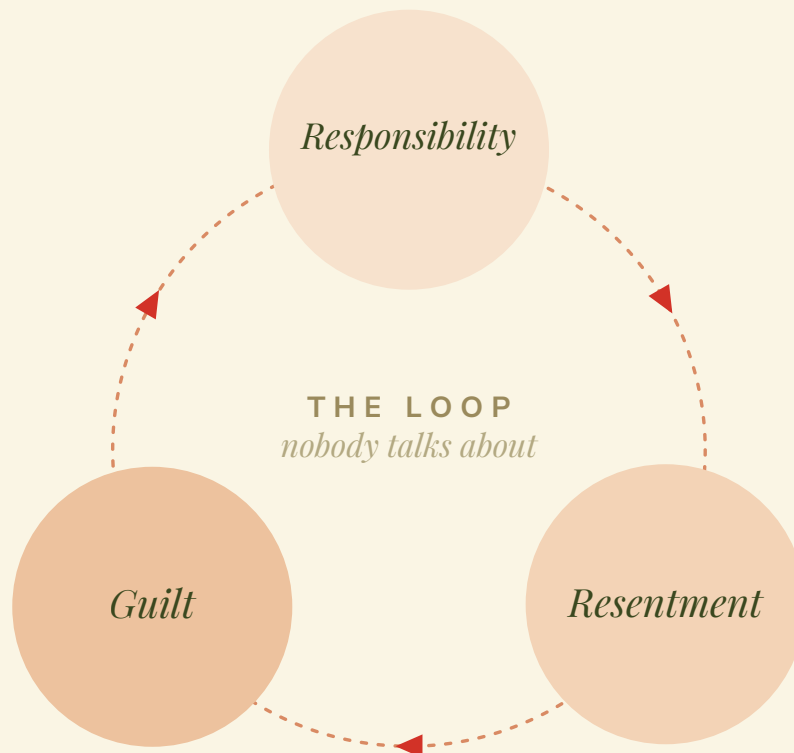 Responsibility
THE LOOP
nobody talks about
Guilt
Resentment